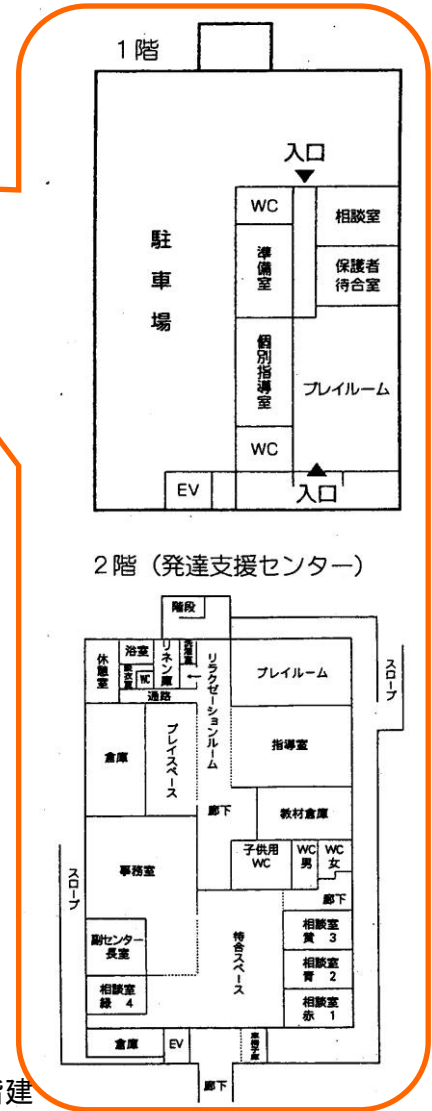 1階
入口
WC
相談室
駐車場
準備室
保護者
待合室
個別指導室
プレイルーム
WC
EV
入口
2階（発達支援センター）
階段
休憩室
浴室
リネン庫
WC
通路
リラクゼーションルーム
プレイルーム
スロープ
倉庫
プレイスペース
指導室
廊下
教材倉庫
事務室
子供用
WC
WC
男
WC
女
廊下
スロープ
副センター
長室
待合スペース
相談室
黄 3
相談室
青 2
相談室
緑 4
相談室
赤 1
倉庫
EV
廊下
階建